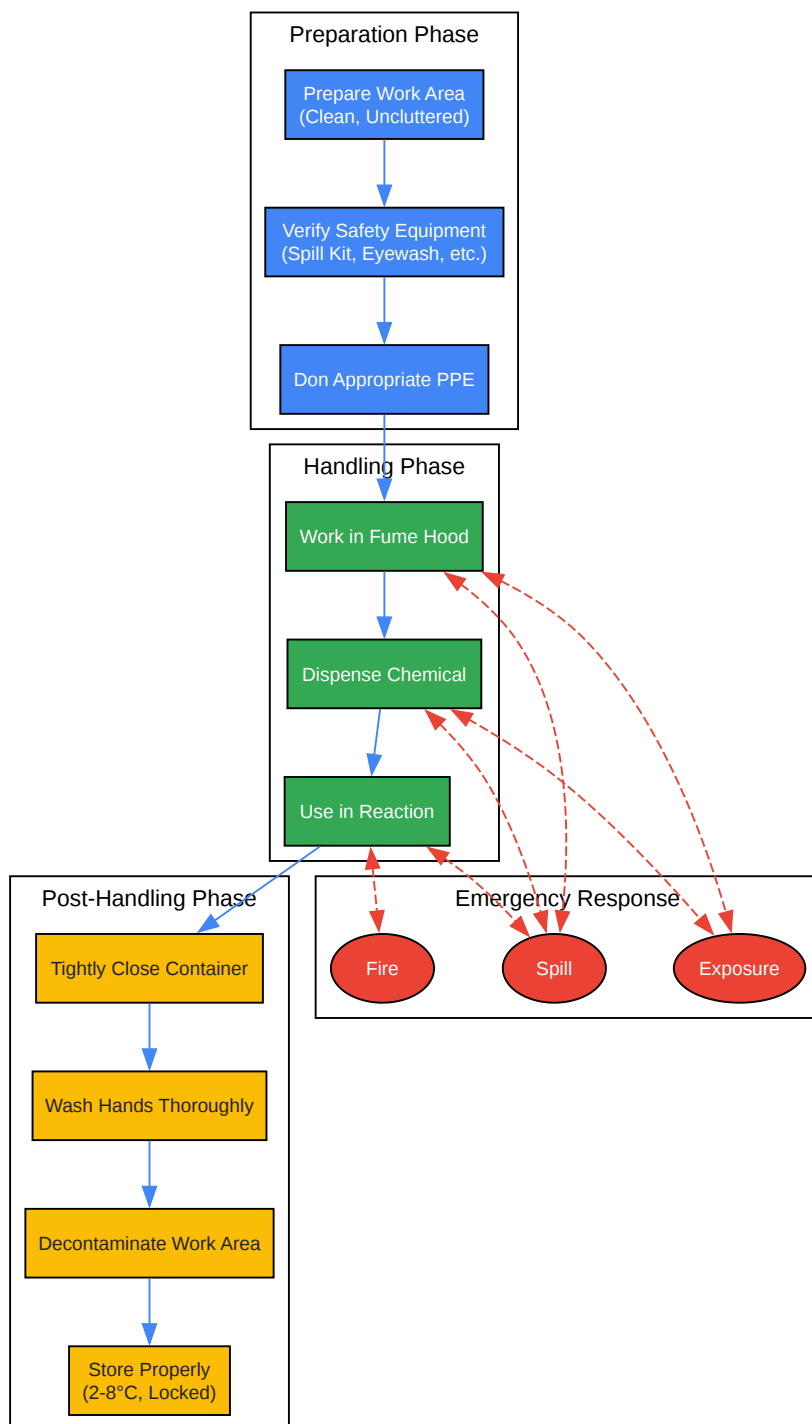 Preparation Phase
Prepare Work Area
(Clean, Uncluttered)
Verify Safety Equipment
(Spill Kit, Eyewash, etc.)
Don Appropriate PPE
Handling Phase
Work in Fume Hood
Dispense Chemical
Use in Reaction
Post-Handling Phase
Tightly Close Container
Wash Hands Thoroughly
Decontaminate Work Area
Store Properly
(2-8°C, Locked)
Emergency Response
Fire
Spill
Exposure